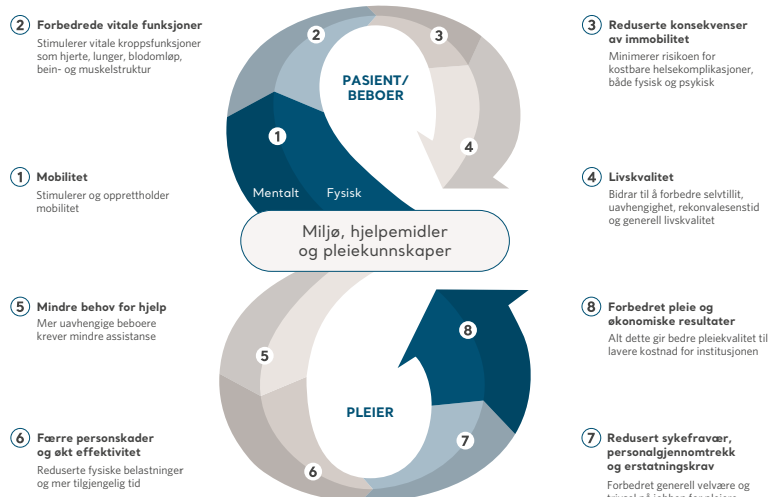 2 Forbedrede vitale funksjoner
Stimulerer vitale kroppsfunksjoner
som hjerte, lunger, blodomløp,
bein- og muskelstruktur
1 Mobilitet
Stimulerer og opprettholder
mobilitet
5 Mindre behov for hjelp
Mer uavhengige beboere
krever mindre assistanse
6 Færre personskader
og økt effektivitet
Reduserte fysiske belastninger
og mer tilgjengelig tid
2
3
PASIENT/
BEBOER
1
4
Mentalt Fysisk
Miljø, hjelpemidler
og pleiekunnskaper
8
5
PLEIER
7
6
3 Reduserte konsekvenser
av immobilitet
Minimerer risikoen for
kostbare helsekomplikasjoner,
både fysisk og psykisk
4 Livskvalitet
Bidrar til å forbedre selvtillit,
uavhengighet, rekonvalesenstid
og generell livskvalitet
8 Forbedret pleie og
økonomiske resultater
Alt dette gir bedre pleiekvalitet til
lavere kostnad for institusjonen
7 Redusert sykefravær,
personalgjennomtrekk
og erstatningskrav
Forbedret generell velvære og
trivsel på jobben for pleiere